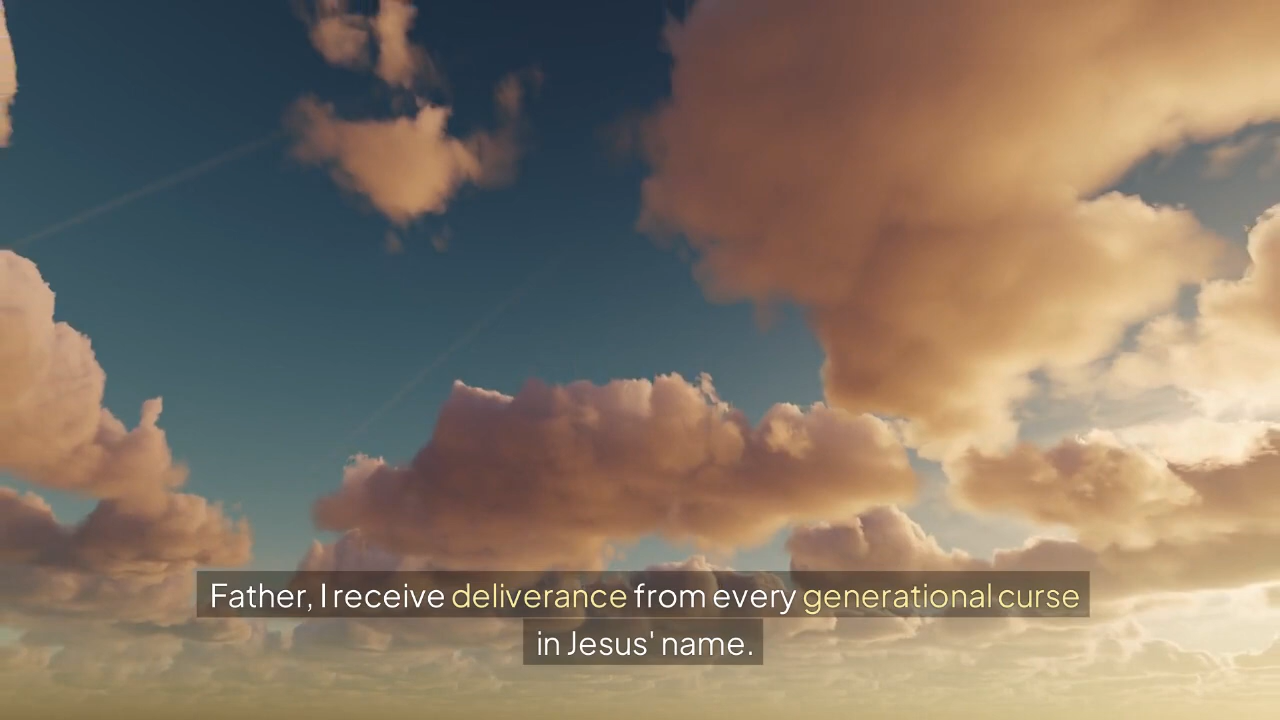 Father, I receive deliverance from every generational curse
in Jesus' name.